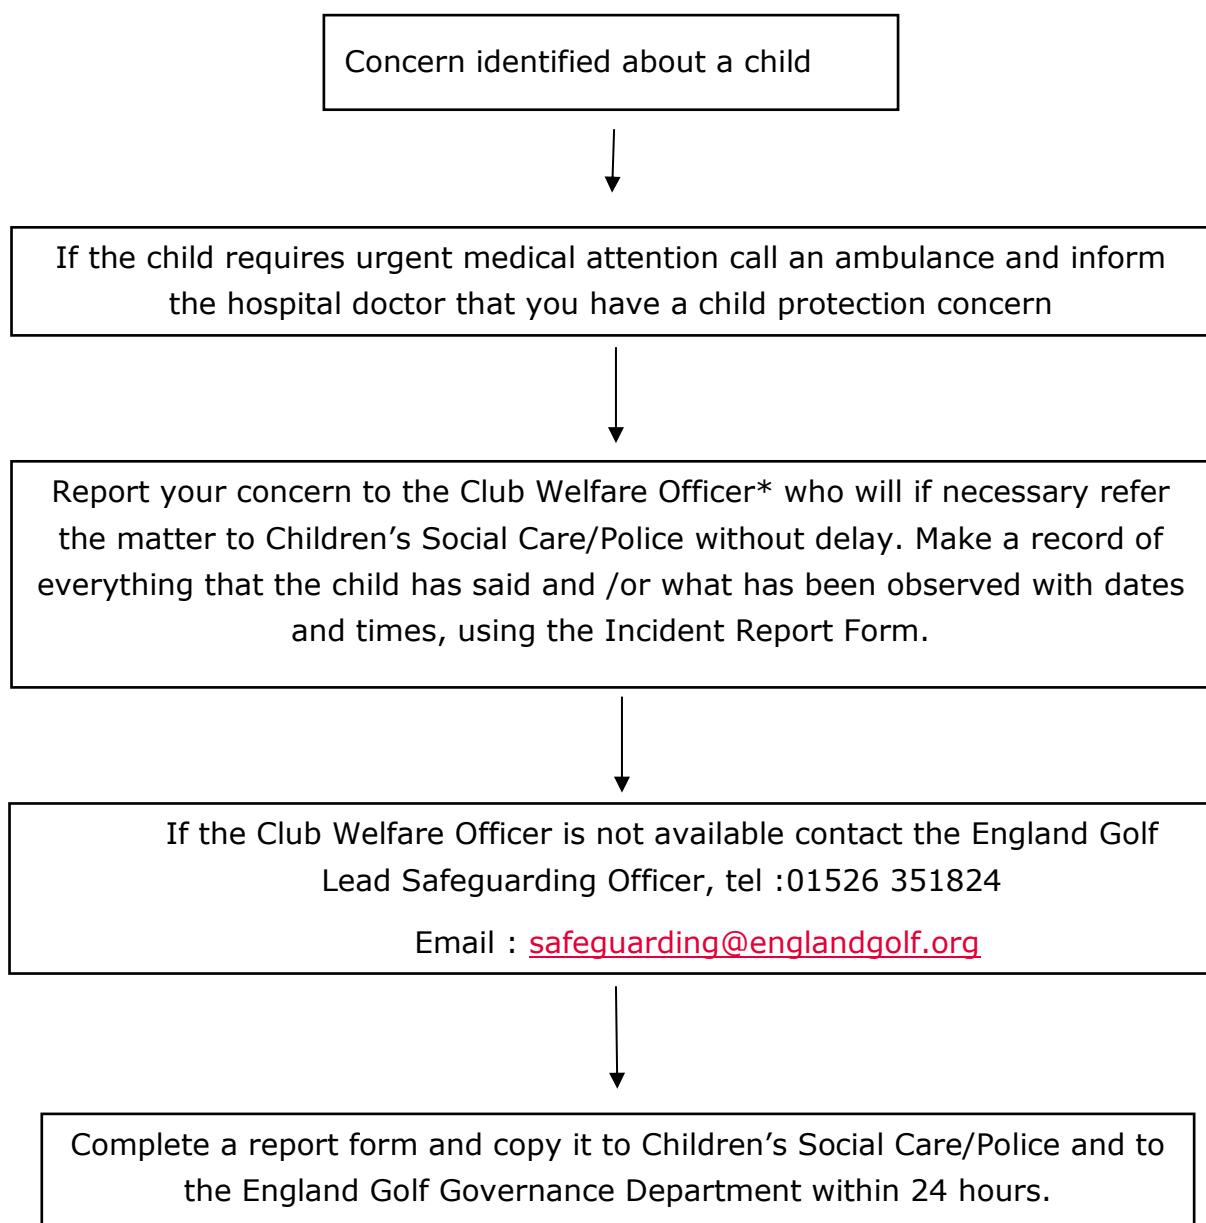 Concern identified about a child
If the child requires urgent medical attention call an ambulance and inform
the hospital doctor that you have a child protection concern
Report your concern to the Club Welfare Officer* who will if necessary refer
the matter to Children’s Social Care/Police without delay. Make a record of
everything that the child has said and /or what has been observed with dates
and times, using the Incident Report Form.
If the Club Welfare Officer is not available contact the England Golf
Lead Safeguarding Officer, tel :01526 351824
Email : safeguarding@englandgolf.org
Complete a report form and copy it to Children’s Social Care/Police and to
the England Golf Governance Department within 24 hours.